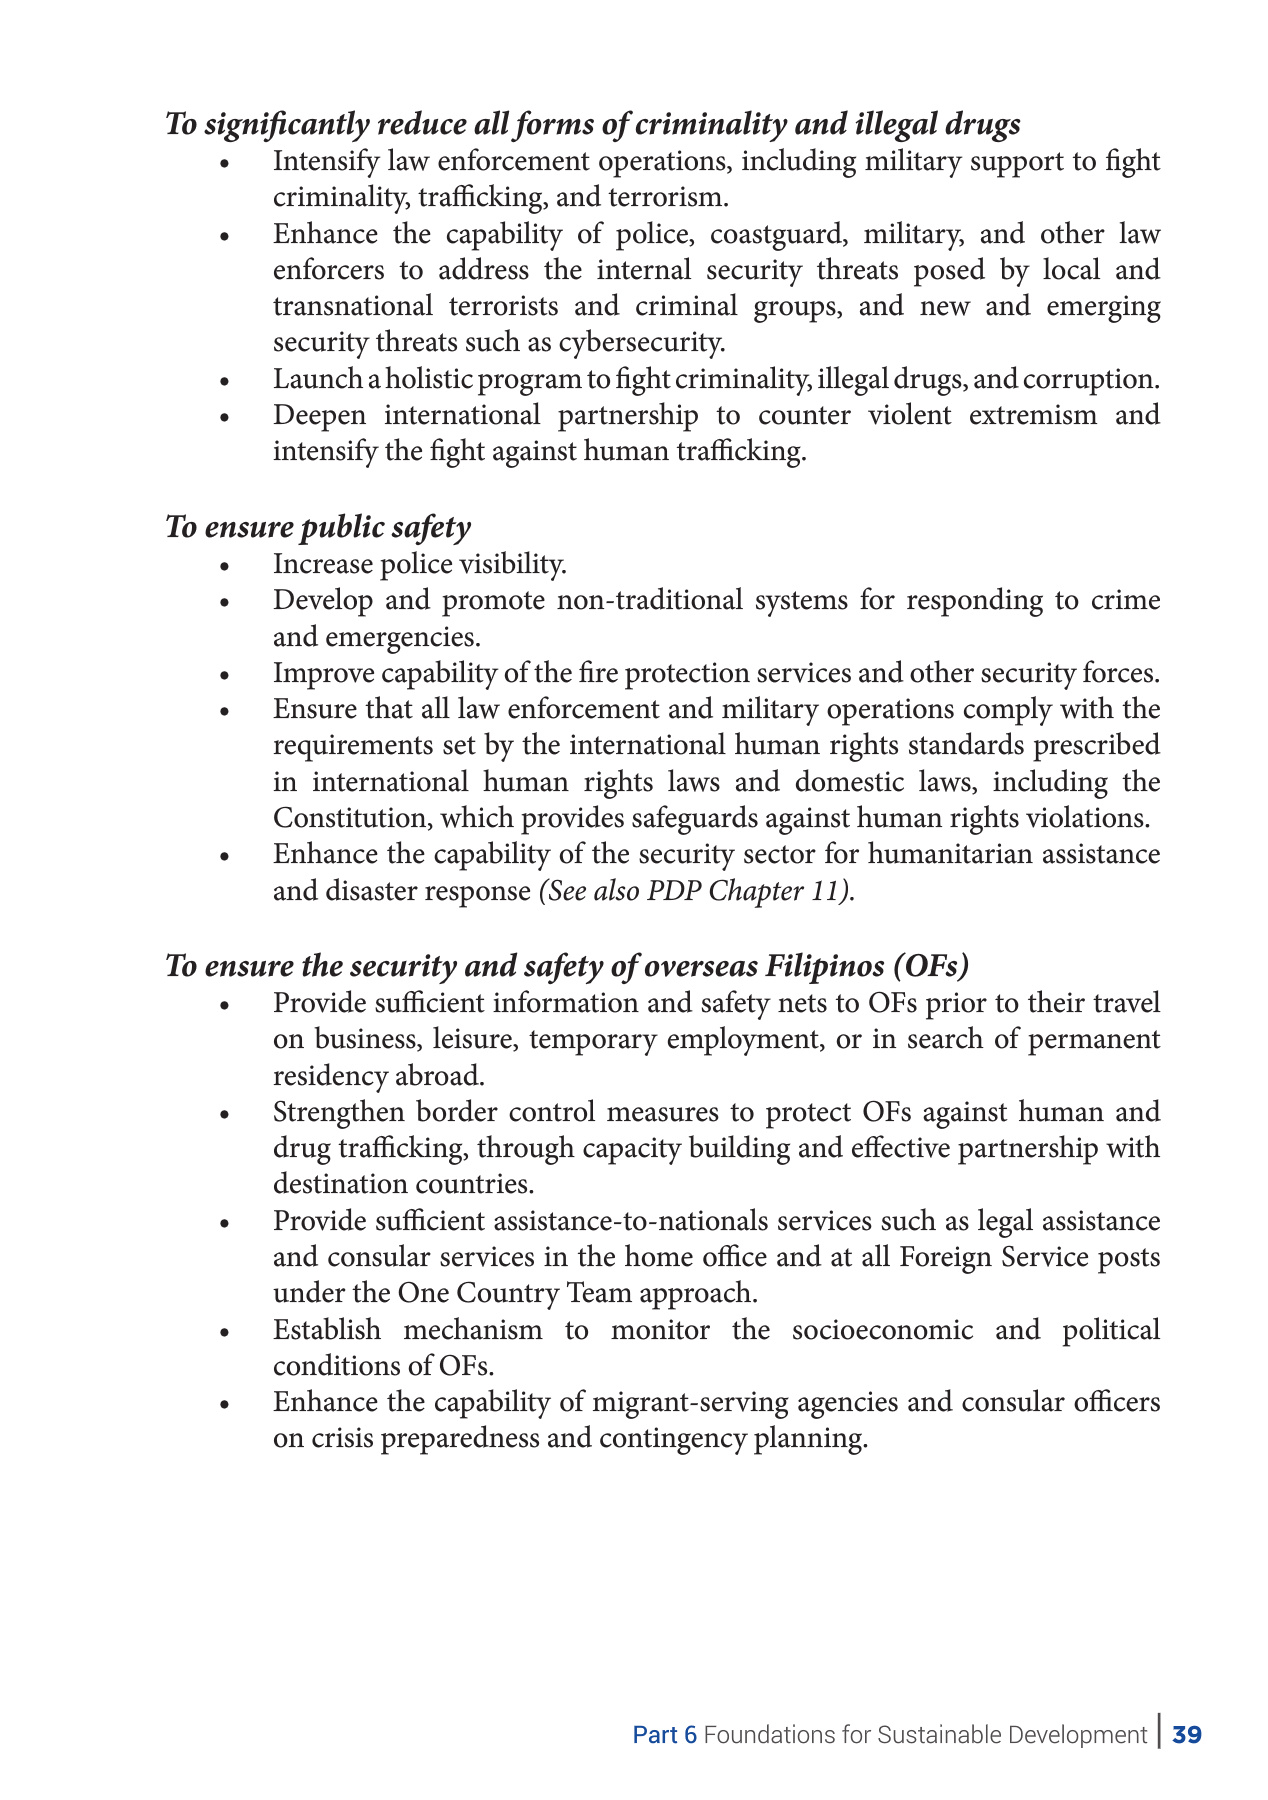 To significantly reduce all forms of criminality and illegal drugs
• Intensify law enforcement operations, including military support to fight
criminality, trafficking, and terrorism.
• Enhance the capability of police, coastguard, military, and other law
enforcers to address the internal security threats posed by local and
transnational terrorists and criminal groups, and new and emerging
security threats such as cybersecurity.
• Launch a holistic program to fight criminality, illegal drugs, and corruption.
• Deepen international partnership to counter violent extremism and
intensify the fight against human trafficking.
To ensure public safety
• Increase police visibility.
• Develop and promote non-traditional systems for responding to crime
and emergencies.
• Improve capability of the fire protection services and other security forces.
• Ensure that all law enforcement and military operations comply with the
requirements set by the international human rights standards prescribed
in international human rights laws and domestic laws, including the
Constitution, which provides safeguards against human rights violations.
• Enhance the capability of the security sector for humanitarian assistance
and disaster response (See also PDP Chapter 11).
To ensure the security and safety of overseas Filipinos (OFs)
• Provide sufficient information and safety nets to OFs prior to their travel
on business, leisure, temporary employment, or in search of permanent
residency abroad.
• Strengthen border control measures to protect OFs against human and
drug trafficking, through capacity building and effective partnership with
destination countries.
• Provide sufficient assistance-to-nationals services such as legal assistance
and consular services in the home office and at all Foreign Service posts
under the One Country Team approach.
• Establish mechanism to monitor the socioeconomic and political
conditions of OFs.
• Enhance the capability of migrant-serving agencies and consular officers
on crisis preparedness and contingency planning.
Part 6 Foundations for Sustainable Development | 39